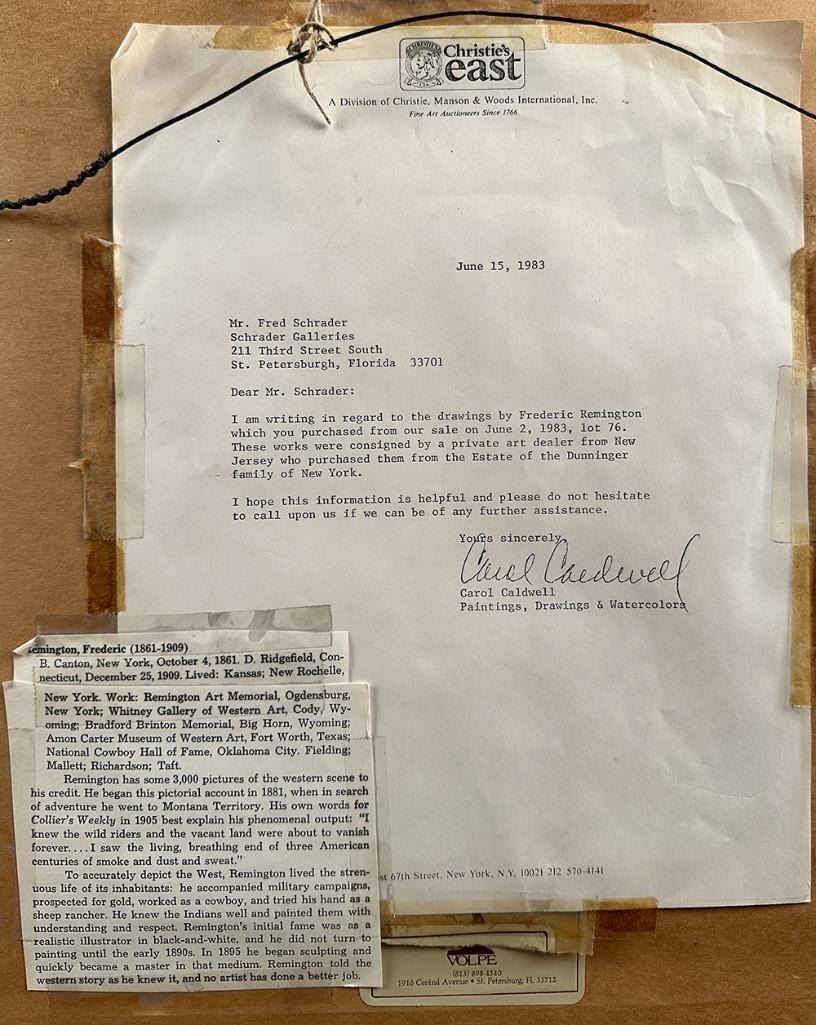 Christie's
east
A Division of Christie, Manson & Woods International, Inc.
Fine Art Auctioneers Since 1766
June 15, 1983
Mr. Fred Schrader
Schrader Galleries
211 Third Street South
St. Petersburgh, Florida 33701
Dear Mr. Schrader:
I am writing in regard to the drawings by Frederic Remington
which you purchased from our sale on June 2, 1983, lot 76.
These works were consigned by a private art dealer from New
Jersey who purchased them from the Estate of the Dunninger
family of New York.
I hope this information is helpful and please do not hesitate
to call upon us if we can be of any further assistance.
Yours sincerely,
Carol Caldwell
Carol Caldwell
Paintings, Drawings & Watercolors
st 67th Street, New York, N.Y. 10021 212 570-4141
emington, Frederic (1861-1909)
B. Canton, New York, October 4, 1861. D. Ridgefield, Con-
necticut, December 25, 1909. Lived: Kansas; New Rochelle,
New York. Work: Remington Art Memorial, Ogdensburg,
New York; Whitney Gallery of Western Art, Cody, Wy-
oming; Bradford Brinton Memorial, Big Horn, Wyoming;
Amon Carter Museum of Western Art, Fort Worth, Texas;
National Cowboy Hall of Fame, Oklahoma City. Fielding;
Mallett; Richardson; Taft.
Remington has some 3,000 pictures of the western scene to
his credit. He began this pictorial account in 1881, when in search
of adventure he went to Montana Territory. His own words for
Collier's Weekly in 1905 best explain his phenomenal output: "I
knew the wild riders and the vacant land were about to vanish
forever.... I saw the living, breathing end of three American
centuries of smoke and dust and sweat."
To accurately depict the West, Remington lived the stren-
uous life of its inhabitants: he accompanied military campaigns,
prospected for gold, worked as a cowboy, and tried his hand as a
sheep rancher. He knew the Indians well and painted them with
understanding and respect. Remington's initial fame was as a
realistic illustrator in black-and-white, and he did not turn to
painting until the early 1890s. In 1895 he began sculpting and
quickly became a master in that medium. Remington told the
western story as he knew it, and no artist has done a better job.
VOLPE
(813) 898-4540
1916 Central Avenue • St. Petersburg, FL 33712